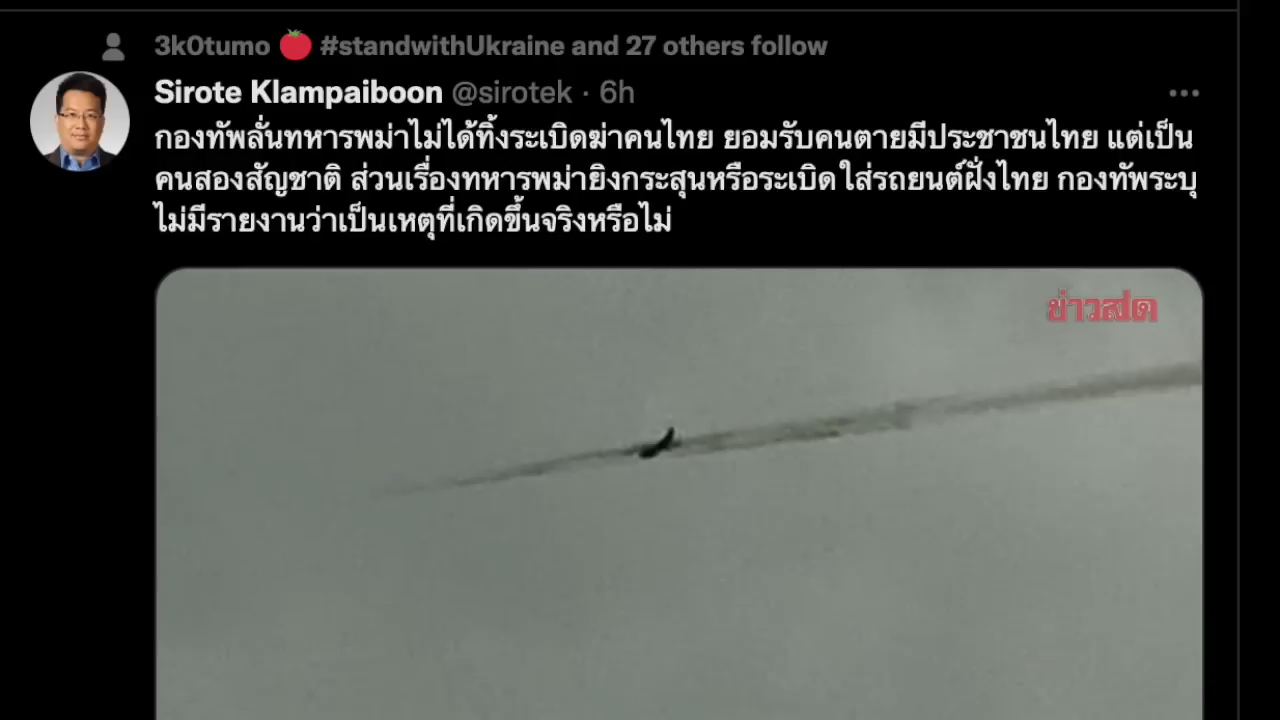 3kOtumo 🍅 #standwithUkraine and 27 others follow
Sirote Klampaiboon @sirotek · 6h
กองทัพลั่นทหารพม่าไม่ได้ทิ้งระเบิดฆ่าคนไทย ยอมรับคนตายมีประชาชนไทย แต่เป็น
คนสองสัญชาติ ส่วนเรื่องทหารพม่ายิงกระสุนหรือระเบิดใส่รถยนต์ฝั่งไทย กองทัพระบุ
ไม่มีรายงานว่าเป็นเหตุที่เกิดขึ้นจริงหรือไม่
ข่าวสด